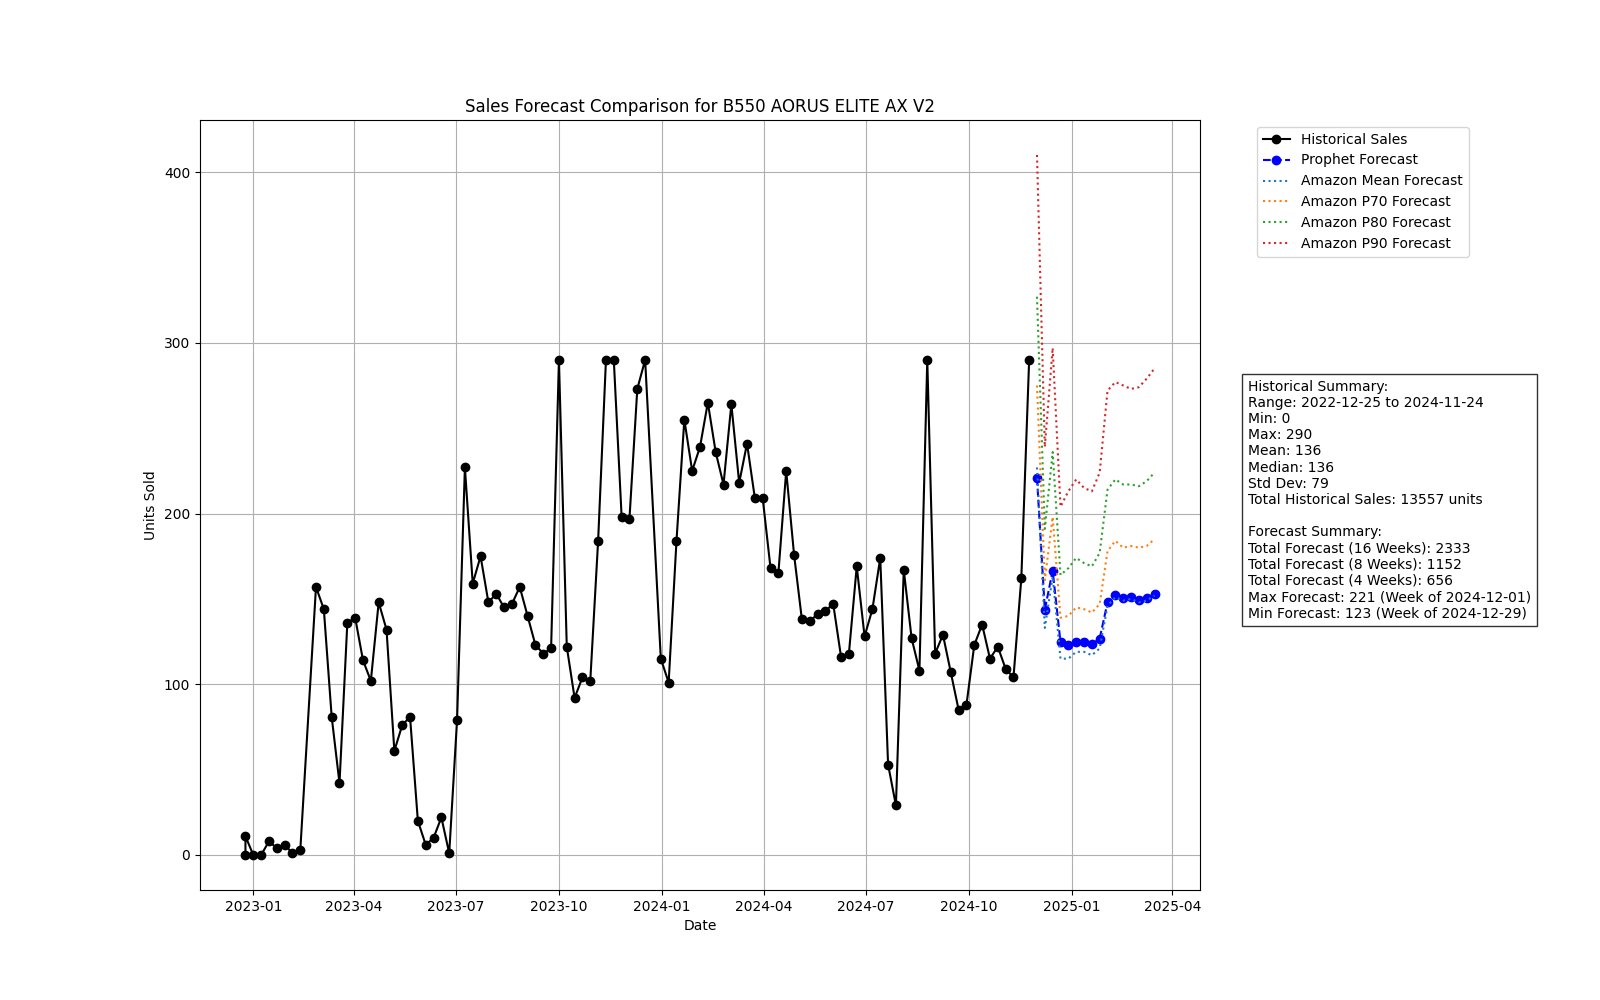 Sales Forecast Comparison for B550 AORUS ELITE AX V2
Units Sold
400
300
200
100
0
2023-01
2023-04
2023-07
2023-10
2024-01
2024-04
2024-07
2024-10
2025-01
2025-04
Date
Historical Sales
Prophet Forecast
Amazon Mean Forecast
Amazon P70 Forecast
Amazon P80 Forecast
Amazon P90 Forecast
Historical Summary:
Range: 2022-12-25 to 2024-11-24
Min: 0
Max: 290
Mean: 136
Median: 136
Std Dev: 79
Total Historical Sales: 13557 units
Forecast Summary:
Total Forecast (16 Weeks): 2333
Total Forecast (8 Weeks): 1152
Total Forecast (4 Weeks): 656
Max Forecast: 221 (Week of 2024-12-01)
Min Forecast: 123 (Week of 2024-12-29)